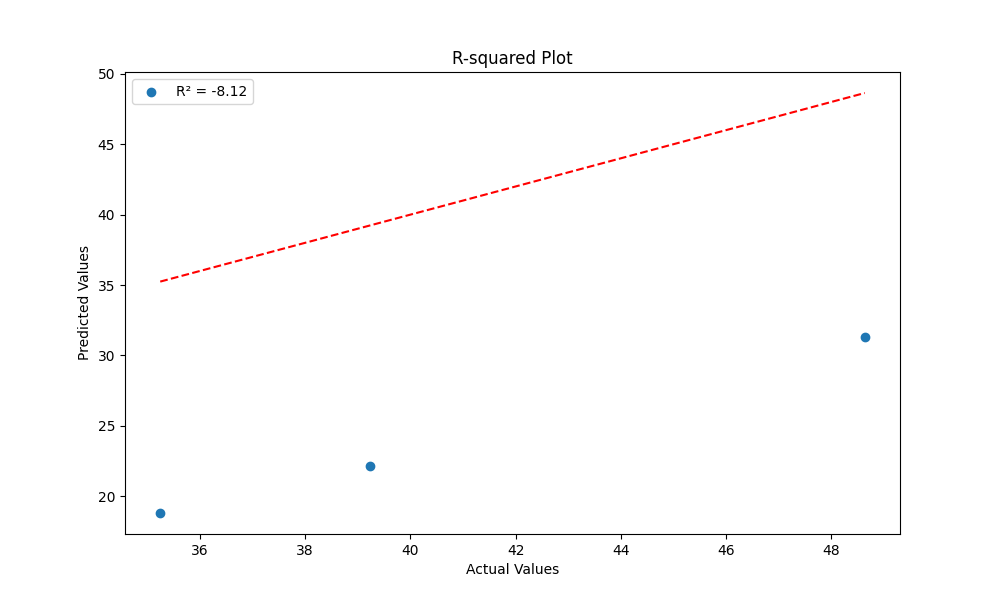 R-squared Plot
R² = -8.12
50
45
40
35
30
25
20
Predicted Values
36 38 40 42 44 46 48
Actual Values